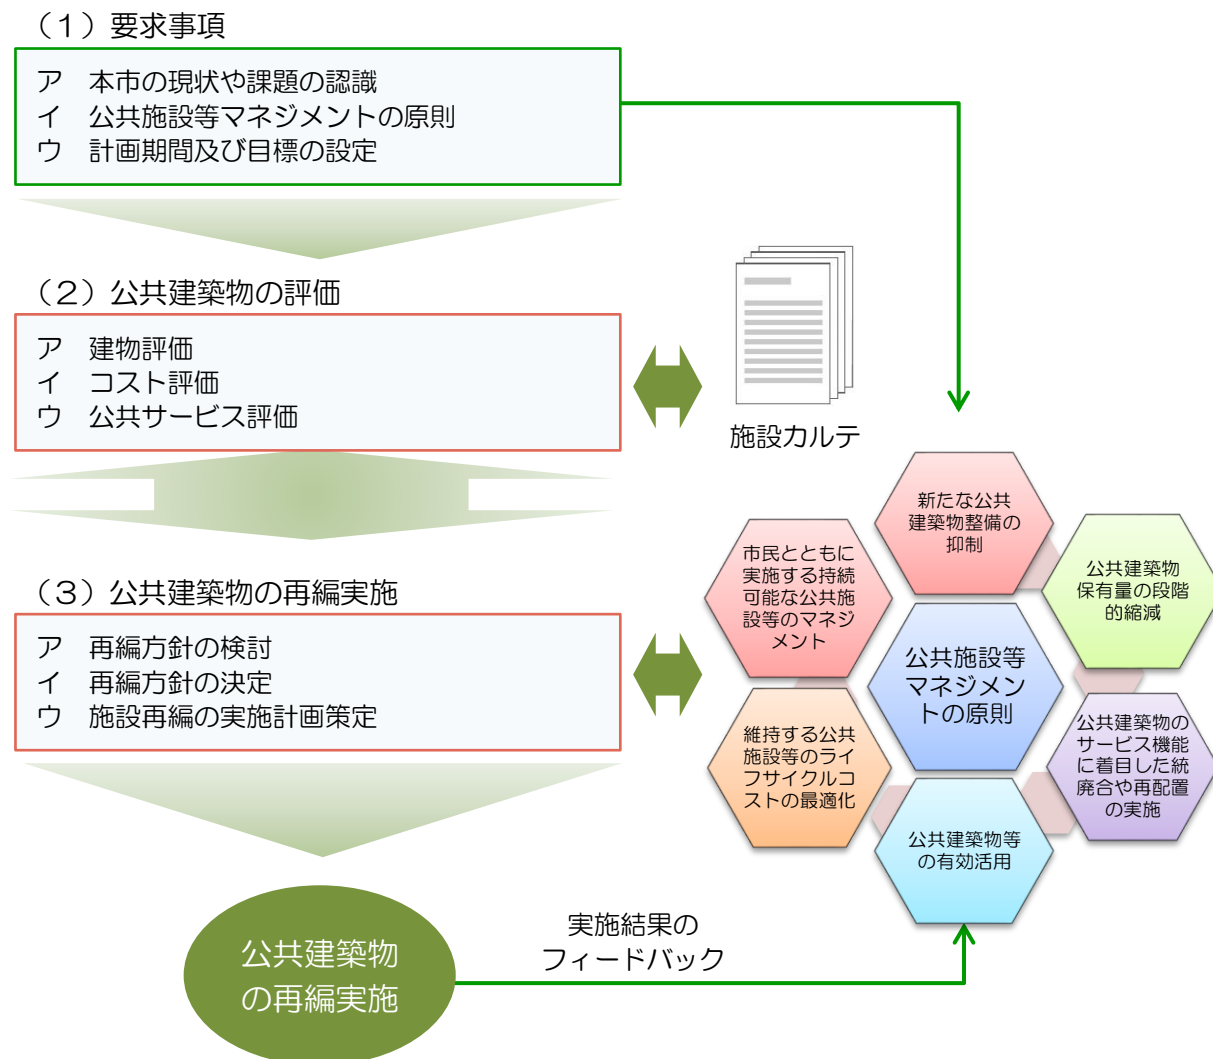 （１）要求事項
ア　本市の現状や課題の認識
イ　公共施設等マネジメントの原則
ウ　計画期間及び目標の設定
（２）公共建築物の評価
ア　建物評価
イ　コスト評価
ウ　公共サービス評価
施設カルテ
（３）公共建築物の再編実施
ア　再編方針の検討
イ　再編方針の決定
ウ　施設再編の実施計画策定
新たな公共
建築物整備の
抑制
公共建築物
保有量の段階
的縮減
公共建築物の
サービス機能
に着目した統
廃合や再配置
の実施
公共建築物等
の有効活用
維持する公共
施設等のライ
フサイクルコ
ストの最適化
市民とともに
実施する持続
可能な公共施
設等のマネジ
メント
公共施設等
マネジメン
トの原則
公共建築物
の再編実施
実施結果の
フィードバック